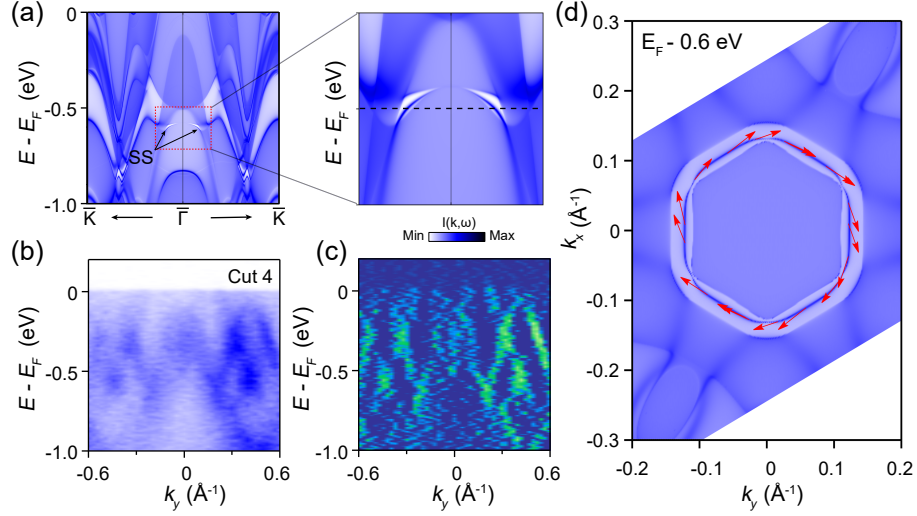 (a)
0
-0.5
-1.0
E - E_F (eV)
SS
K̅ Γ̅ K̅
E - E_F (eV)
I(k,ω)
Min Max
(b)
Cut 4
0
-0.5
-1.0
E - E_F (eV)
-0.6 0 0.6
k_y (Å⁻¹)
(c)
0
-0.5
-1.0
E - E_F (eV)
-0.6 0 0.6
k_y (Å⁻¹)
(d)
E_F - 0.6 eV
0.3
0.2
0.1
0
-0.1
-0.2
-0.3
k_x (Å⁻¹)
-0.2 -0.1 0 0.1 0.2
k_y (Å⁻¹)